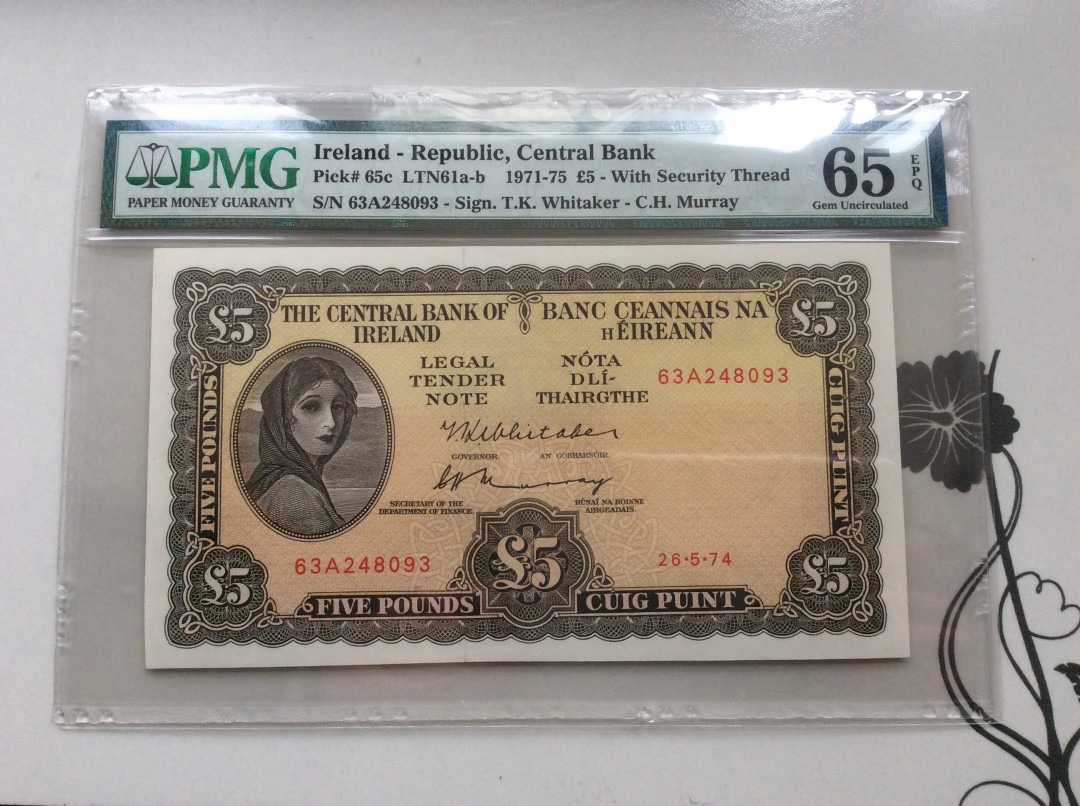 PMG
PAPER MONEY GUARANTY
Ireland - Republic, Central Bank
Pick# 65c LTN61a-b 1971-75 £5 - With Security Thread
S/N 63A248093 - Sign. T.K. Whitaker - C.H. Murray
65
EPQ
Gem Uncirculated
£5
THE CENTRAL BANK OF
IRELAND
BANC CEANNAIS NA
hÉIREANN
£5
LEGAL
TENDER
NOTE
NÓTA
DLÍ-
THAIRGTHE
63A248093
FIVE POUNDS
CUIG PUINT
T.K. Whitaker
GOVERNOR.
AN GOBHARNÓIR.
C.H. Murray
SECRETARY OF THE
DEPARTMENT OF FINANCE.
RÚNAÍ NA ROINNE
AIRGEADAIS.
63A248093
26·5·74
£5
£5
£5
FIVE POUNDS
CUIG PUINT